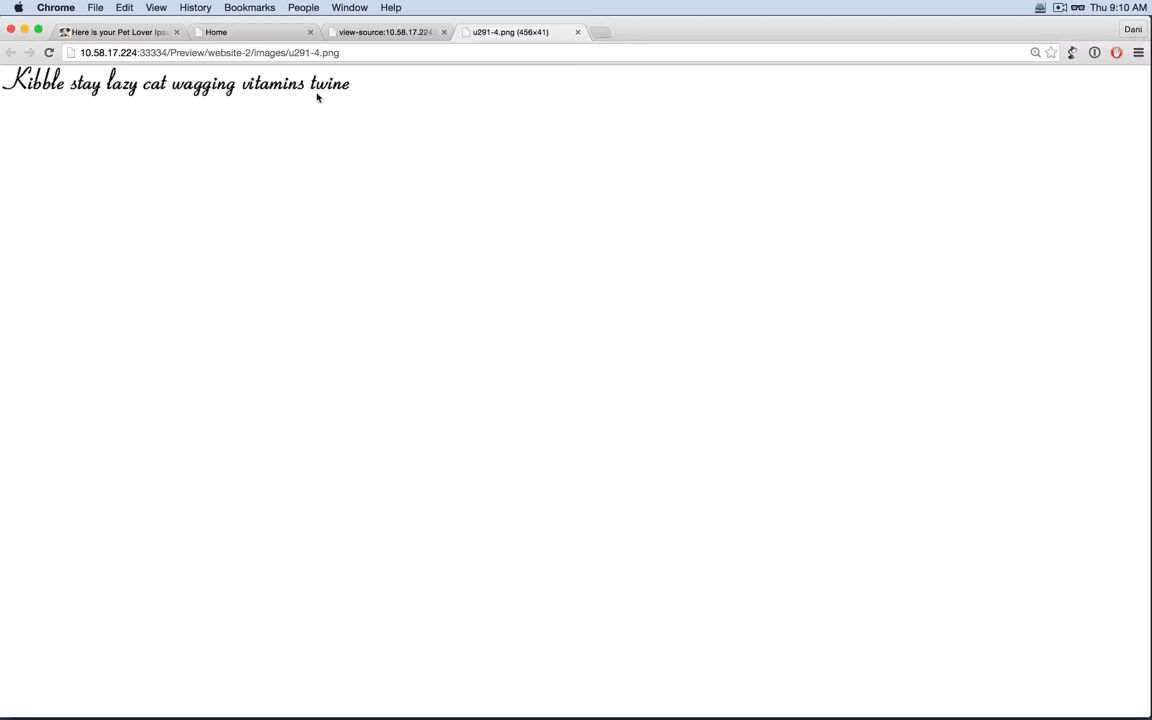 Chrome File Edit View History Bookmarks People Window Help Thu 9:10 AM
Here is your Pet Lover Ips Home view-source:10.58.17.224: u291-4.png (456×41) Dani
10.58.17.224:33334/Preview/website-2/images/u291-4.png
Kibble stay lazy cat wagging vitamins twine